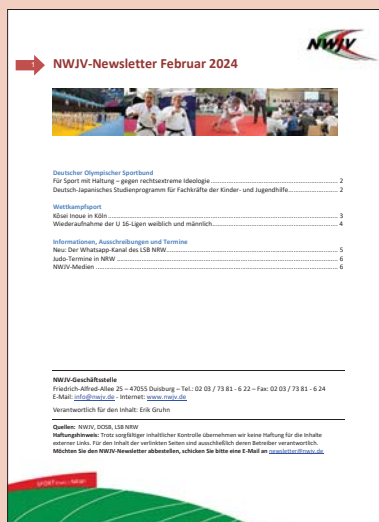 NWJV
1
NWJV-Newsletter Februar 2024
Deutscher Olympischer Sportbund
Für Sport mit Haltung – gegen rechtsextreme Ideologie 2
Deutsch-Japanisches Studienprogramm für Fachkräfte der Kinder- und Jugendhilfe 2
Wettkampfsport
Kōsei Inoue in Köln 3
Wiederaufnahme der U 16-Ligen weiblich und männlich 4
Informationen, Ausschreibungen und Termine
Neu: Der Whatsapp-Kanal des LSB NRW 5
Judo-Termine in NRW 6
NWJV-Medien 6
NWJV-Geschäftsstelle
Friedrich-Alfred-Allee 25 – 47055 Duisburg – Tel.: 02 03 / 73 81 - 6 22 – Fax: 02 03 / 73 81 - 6 24
E-Mail: info@nwjv.de - Internet: www.nwjv.de
Verantwortlich für den Inhalt: Erik Gruhn
Quellen: NWJV, DOSB, LSB NRW
Haftungshinweis: Trotz sorgfältiger inhaltlicher Kontrolle übernehmen wir keine Haftung für die Inhalte
externer Links. Für den Inhalt der verlinkten Seiten sind ausschließlich deren Betreiber verantwortlich.
Möchten Sie den NWJV-Newsletter abbestellen, schicken Sie bitte eine E-Mail an newsletter@nwjv.de